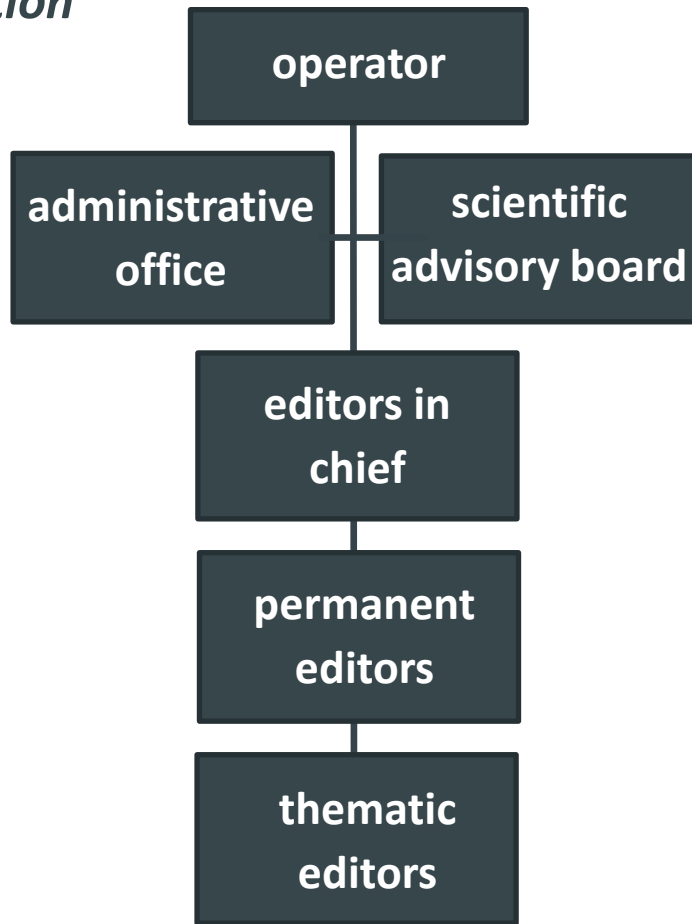 operator
administrative
office
scientific
advisory board
editors in
chief
permanent
editors
thematic
editors